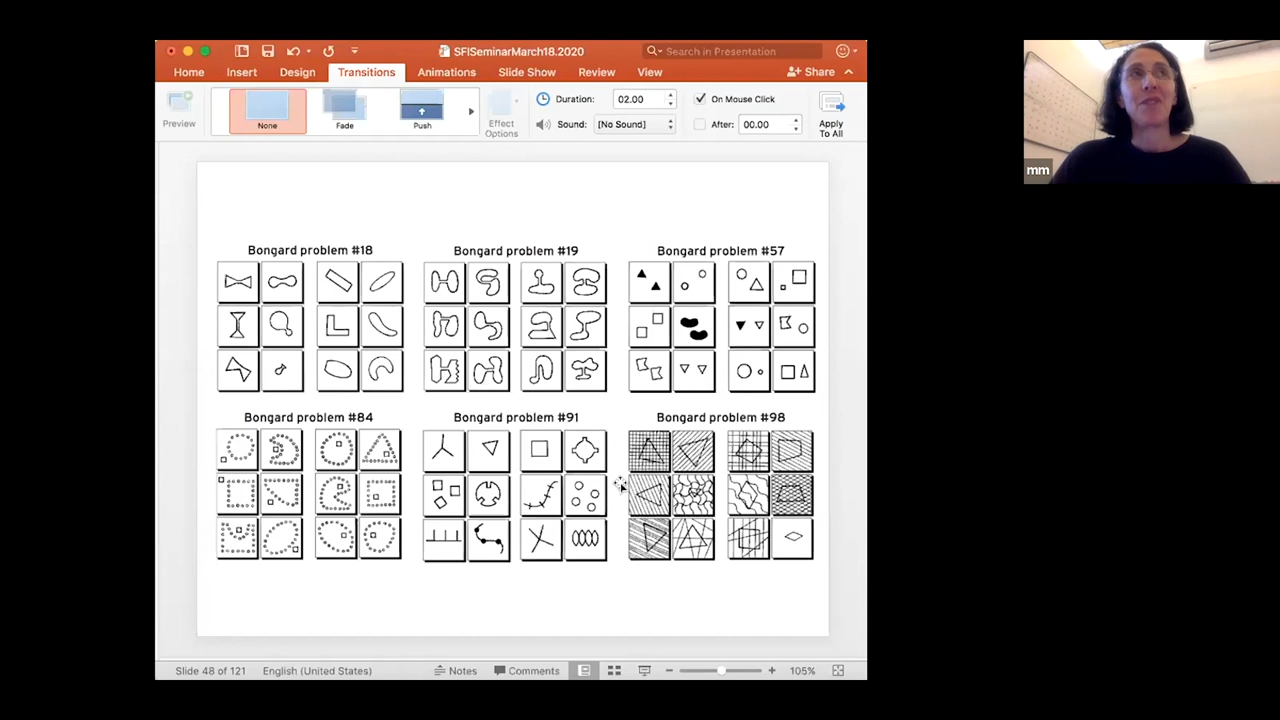 SFISeminarMarch18.2020
Search in Presentation
Home Insert Design Transitions Animations Slide Show Review View Share
Preview
None
Fade
Push
Effect Options
Duration: 02.00
Sound: [No Sound]
On Mouse Click
After: 00.00
Apply To All
mm
Bongard problem #18
Bongard problem #19
Bongard problem #57
Bongard problem #84
Bongard problem #91
Bongard problem #98
Slide 48 of 121 English (United States) Notes Comments 105%